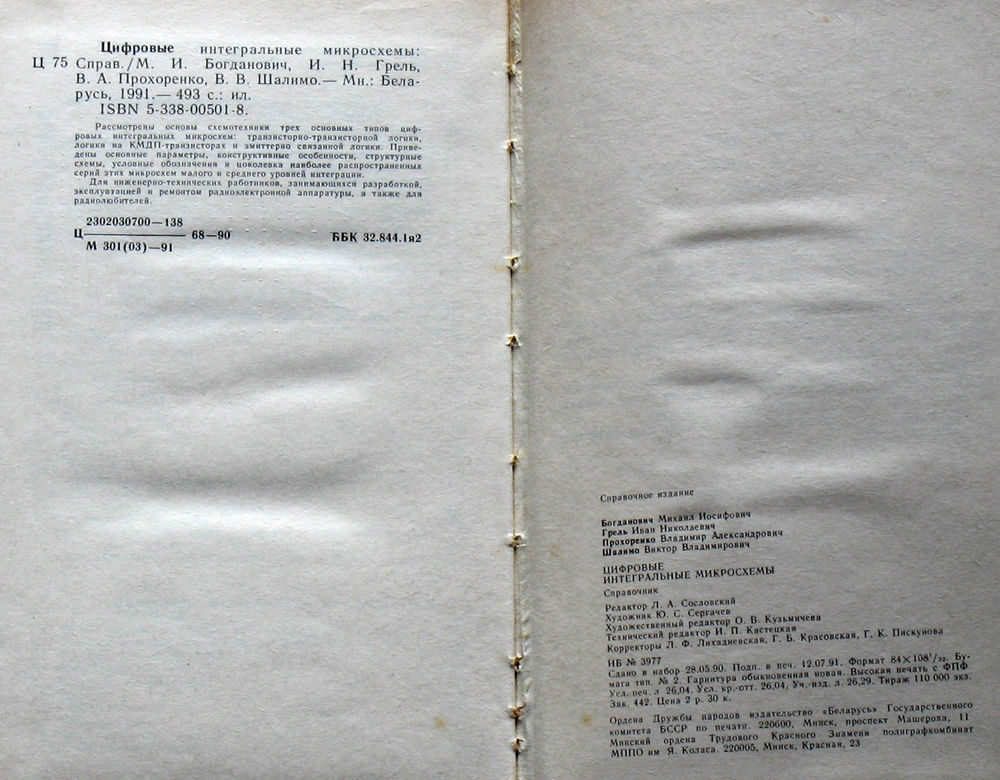 Цифровые интегральные микросхемы:
Ц 75 Справ./М. И. Богданович, И. Н. Грель,
В. А. Прохоренко, В. В. Шалимо.— Мн.: Бела-
русь, 1991.— 493 с.: ил.
ISBN 5-338-00501-8.
Рассмотрены основы схемотехники трех основных типов циф-
ровых интегральных микросхем: транзисторно-транзисторной логики,
логики на КМДП-транзисторах и эмиттерно связанной логики. Приве-
дены основные параметры, конструктивные особенности, структурные
схемы, условные обозначения и цоколевка наиболее распространенных
серий этих микросхем малого и среднего уровней интеграции.
Для инженерно-технических работников, занимающихся разработкой,
эксплуатацией и ремонтом радиоэлектронной аппаратуры, а также для
радиолюбителей.
2302030700—138
Ц 68—90 ББК 32.844.1я2
М 301(03)—91
Справочное издание
Богданович Михаил Иосифович
Грель Иван Николаевич
Прохоренко Владимир Александрович
Шалимо Виктор Владимирович
ЦИФРОВЫЕ
ИНТЕГРАЛЬНЫЕ МИКРОСХЕМЫ
Справочник
Редактор Л. А. Сословский
Художник Ю. С. Сергачев
Художественный редактор О. В. Кузьмичева
Технический редактор И. П. Кастецкая
Корректоры Л. Ф. Лихадиевская, Г. Б. Красовская, Г. К. Пискунова
ИБ № 3977
Сдано в набор 28.05.90. Подп. в печ. 12.07.91. Формат 84×108¹/₃₂. Бу-
мага тип. № 2. Гарнитура обыкновенная новая. Высокая печать с ФПФ
Усл. печ. л 26,04. Усл. кр.-отт. 26,04, Уч.-изд. л. 26,29. Тираж 110 000 экз.
Зак. 442. Цена 2 р. 30 к.
Ордена Дружбы народов издательство «Беларусь» Государственного
комитета БССР по печати. 220600, Минск, проспект Машерова, 11
Минский ордена Трудового Красного Знамени полиграфкомбинат
МППО им Я. Коласа. 220005, Минск, Красная, 23